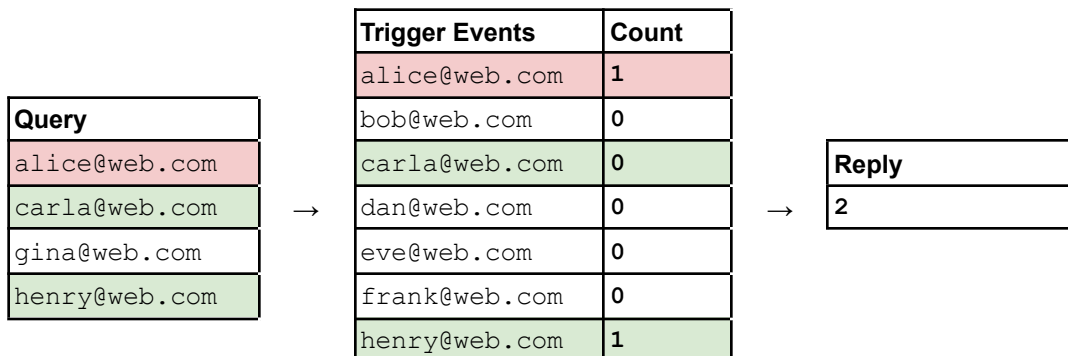 Query
alice@web.com
carla@web.com
gina@web.com
henry@web.com
→
Trigger Events Count
alice@web.com 1
bob@web.com 0
carla@web.com 0
dan@web.com 0
eve@web.com 0
frank@web.com 0
henry@web.com 1
→
Reply
2